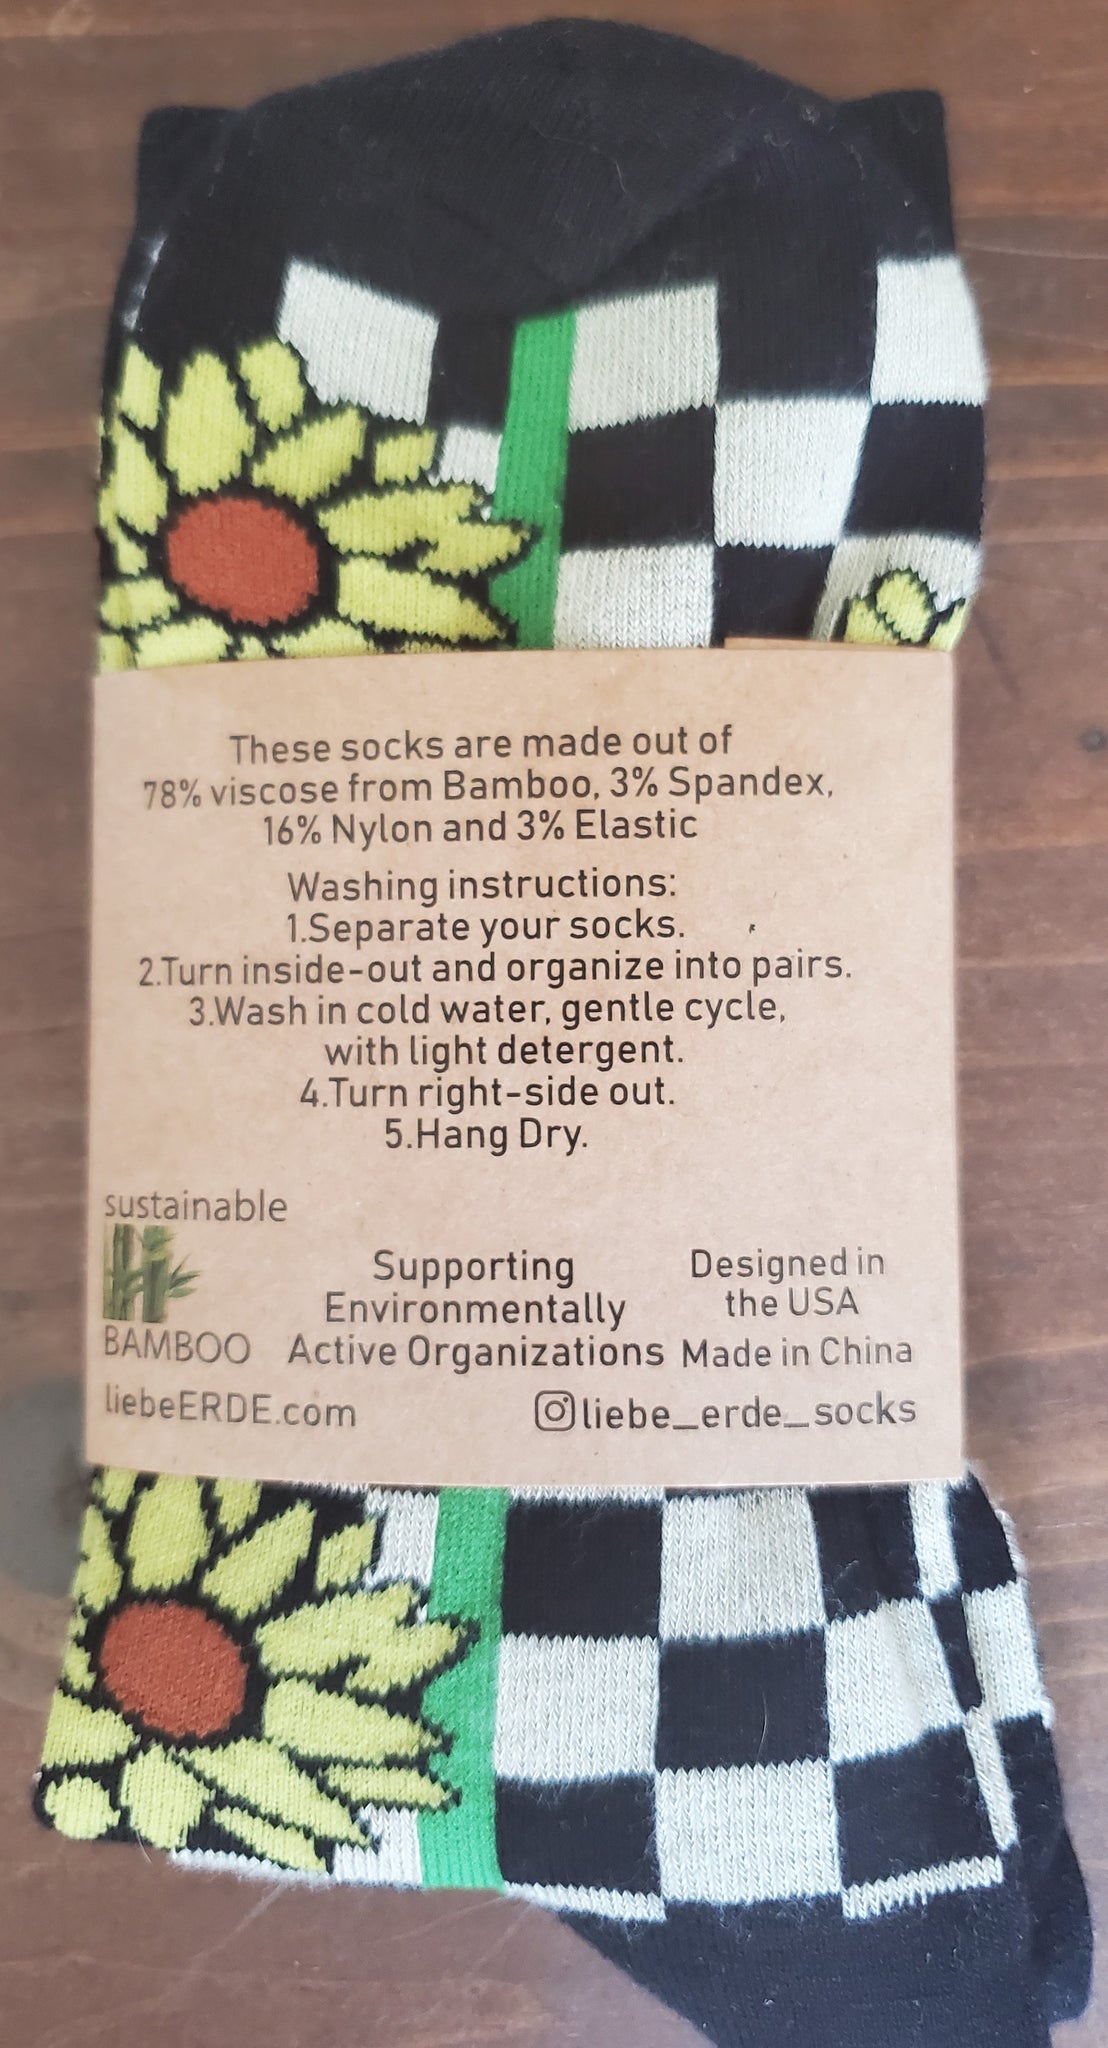 These socks are made out of
78% viscose from Bamboo, 3% Spandex,
16% Nylon and 3% Elastic
Washing instructions:
1.Separate your socks.
2.Turn inside-out and organize into pairs.
3.Wash in cold water, gentle cycle,
with light detergent.
4.Turn right-side out.
5.Hang Dry.
sustainable
BAMBOO
Supporting
Environmentally
Active Organizations
Designed in
the USA
Made in China
liebeERDE.com
liebe_erde_socks